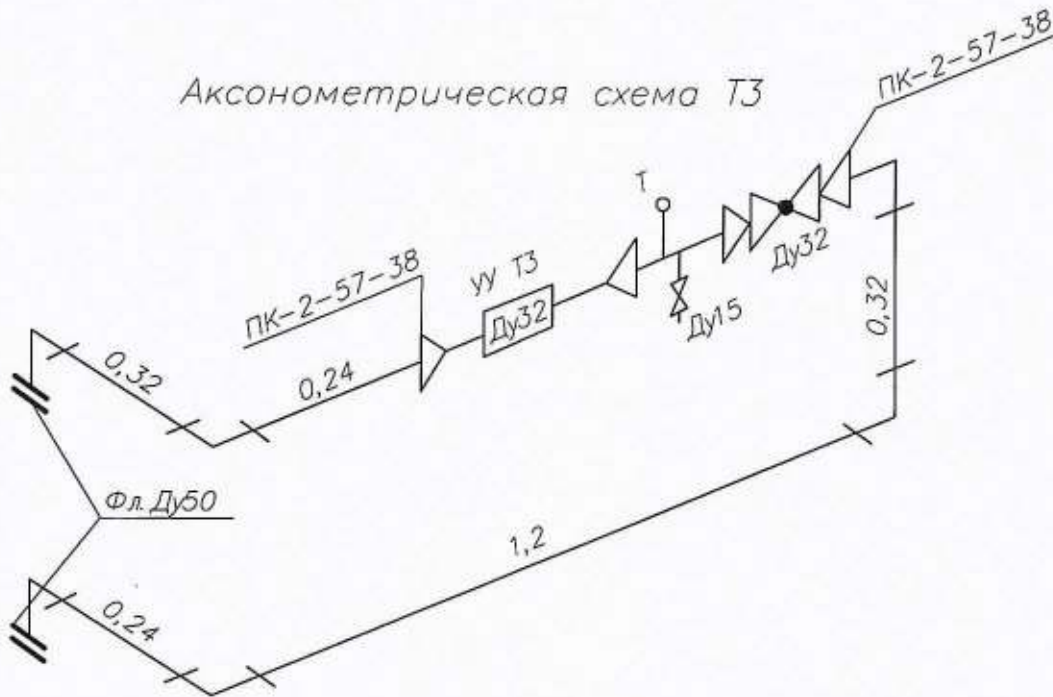 Аксонометрическая схема Т3
ПК-2-57-38
Т
Ду32
уу Т3
ПК-2-57-38
Ду32
Ду15
0,32
0,32
0,24
Фл. Ду50
1,2
0,24